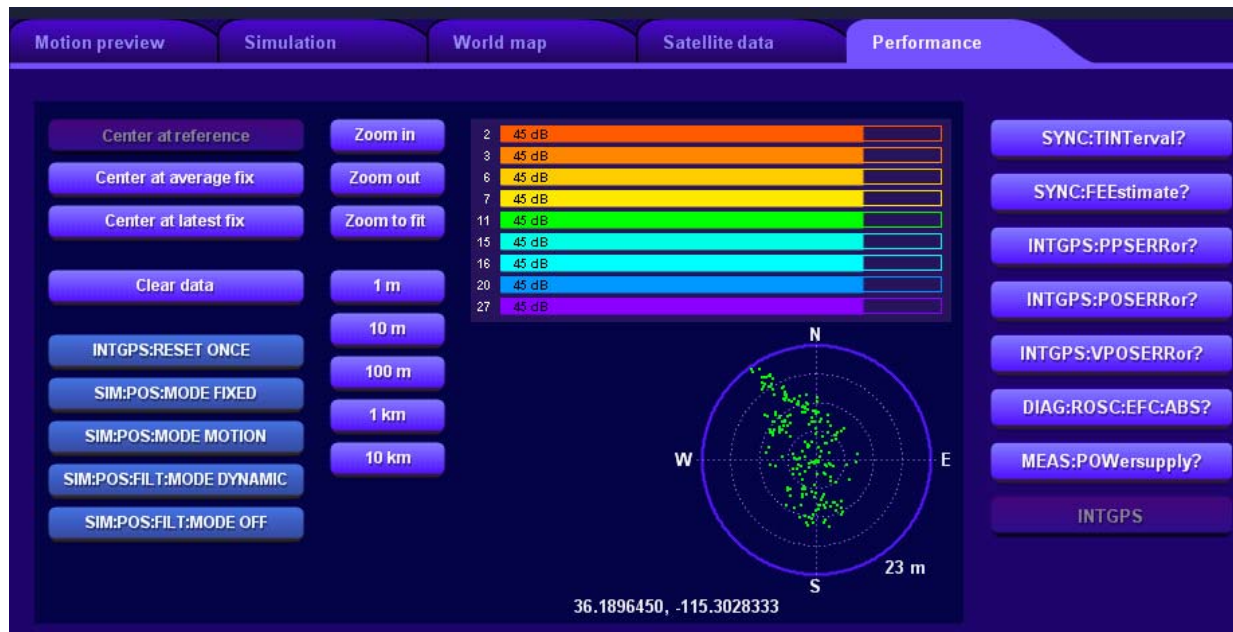 Motion preview
Simulation
World map
Satellite data
Performance
Center at reference
Center at average fix
Center at latest fix
Clear data
INTGPS:RESET ONCE
SIM:POS:MODE FIXED
SIM:POS:MODE MOTION
SIM:POS:FILT:MODE DYNAMIC
SIM:POS:FILT:MODE OFF
Zoom in
Zoom out
Zoom to fit
1 m
10 m
100 m
1 km
10 km
2 45 dB
3 45 dB
6 45 dB
7 45 dB
11 45 dB
15 45 dB
16 45 dB
20 45 dB
27 45 dB
N
W
E
S
23 m
36.1896450, -115.3028333
SYNC:TINTerval?
SYNC:FEEstimate?
INTGPS:PPSERRor?
INTGPS:POSERRor?
INTGPS:VPOSERRor?
DIAG:ROSC:EFC:ABS?
MEAS:POWersupply?
INTGPS